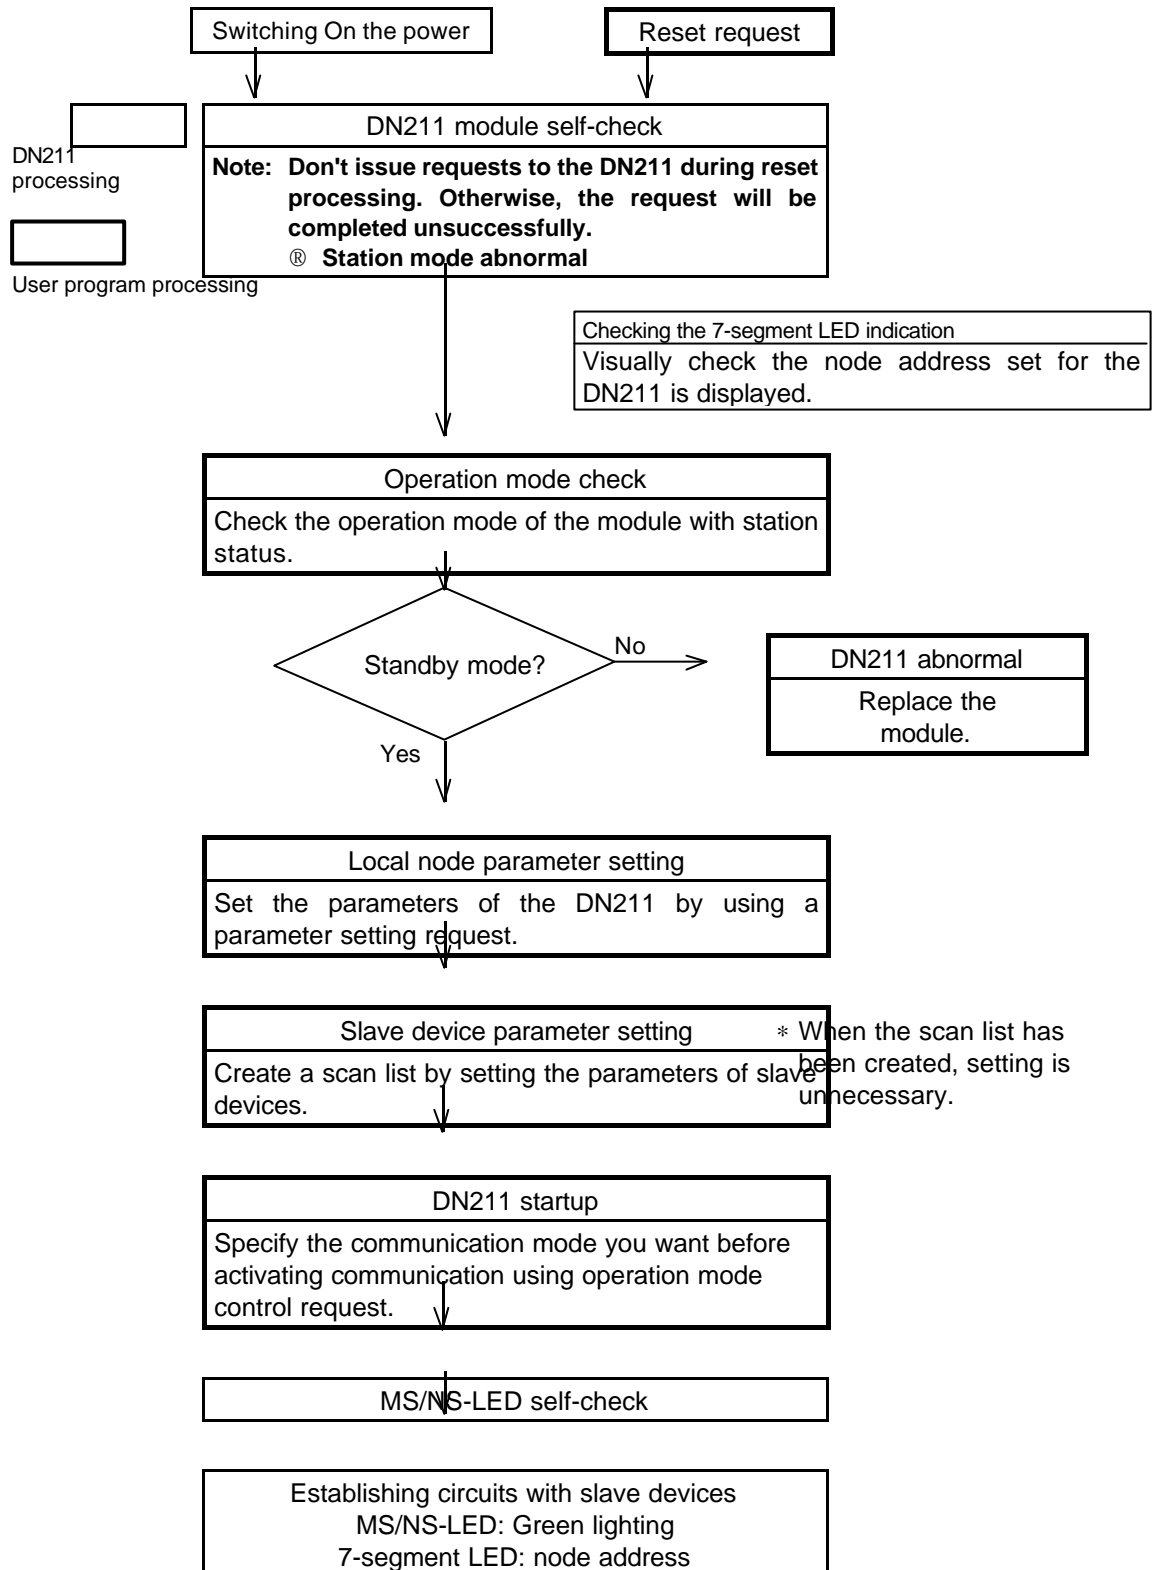 Switching On the power
Reset request
DN211 module self-check
DN211
processing
Note: Don't issue requests to the DN211 during reset
processing. Otherwise, the request will be
completed unsuccessfully.
® Station mode abnormal
User program processing
Checking the 7-segment LED indication
Visually check the node address set for the
DN211 is displayed.
Operation mode check
Check the operation mode of the module with station
status.
Standby mode?
No
DN211 abnormal
Replace the
module.
Yes
Local node parameter setting
Set the parameters of the DN211 by using a
parameter setting request.
Slave device parameter setting
Create a scan list by setting the parameters of slave
devices.
* When the scan list has
been created, setting is
unnecessary.
DN211 startup
Specify the communication mode you want before
activating communication using operation mode
control request.
MS/NS-LED self-check
Establishing circuits with slave devices
MS/NS-LED: Green lighting
7-segment LED: node address